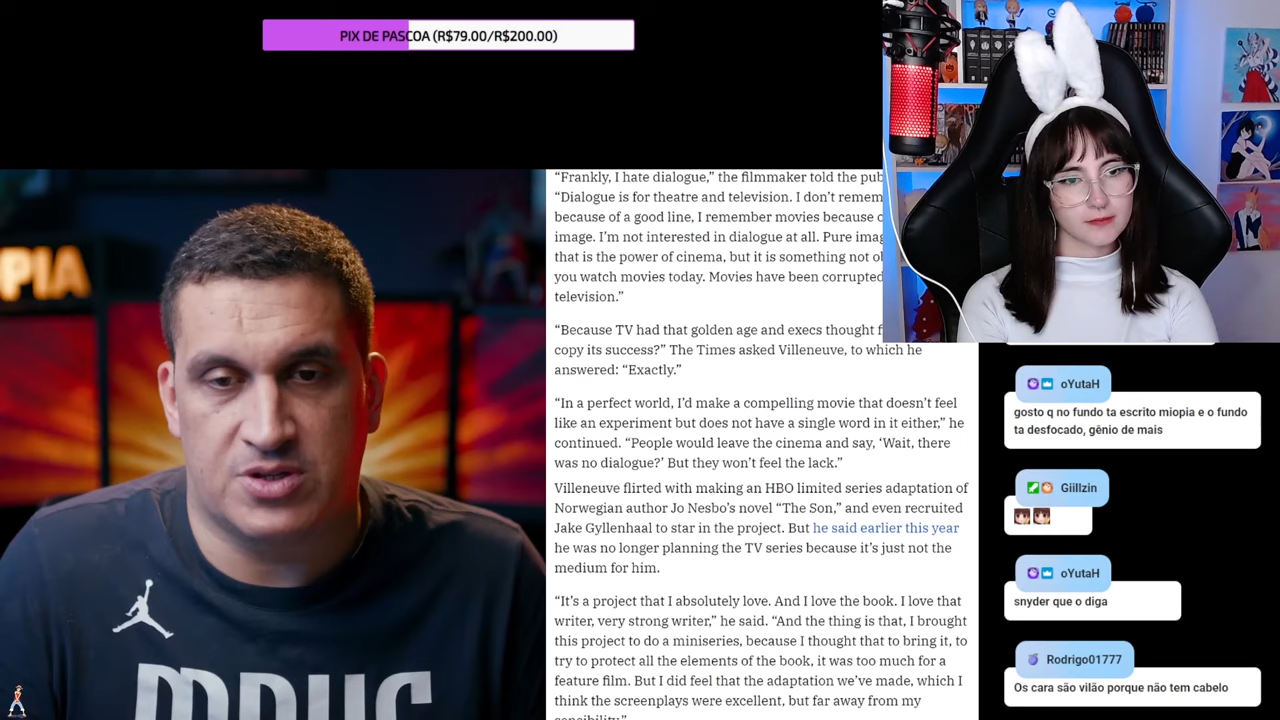 PIX DE PASCOA (R$79.00/R$200.00)
“Frankly, I hate dialogue,” the filmmaker told the
“Dialogue is for theatre and television. I don’t
because of a good line, I remember movies because
image. I’m not interested in dialogue at all. Pure
that is the power of cinema, but it is something not
you watch movies today. Movies have been corrupted
television.”
“Because TV had that golden age and execs thought
copy its success?” The Times asked Villeneuve, to which he
answered: “Exactly.”
“In a perfect world, I’d make a compelling movie that doesn’t feel
like an experiment but does not have a single word in it either,” he
continued. “People would leave the cinema and say, ‘Wait, there
was no dialogue?’ But they won’t feel the lack.”
Villeneuve flirted with making an HBO limited series adaptation of
Norwegian author Jo Nesbo’s novel “The Son,” and even recruited
Jake Gyllenhaal to star in the project. But he said earlier this year
he was no longer planning the TV series because it’s just not the
medium for him.
“It’s a project that I absolutely love. And I love the book. I love that
writer, very strong writer,” he said. “And the thing is that, I brought
this project to do a miniseries, because I thought that to bring it, to
try to protect all the elements of the book, it was too much for a
feature film. But I did feel that the adaptation we’ve made, which I
think the screenplays were excellent, but far away from my
sensibility.”
oYutaH
gosto q no fundo ta escrito miopia e o fundo
ta desfocado, gênio de mais
Giillzin
oYutaH
snyder que o diga
Rodrigo01777
Os cara são vilão porque não tem cabelo
OPIA